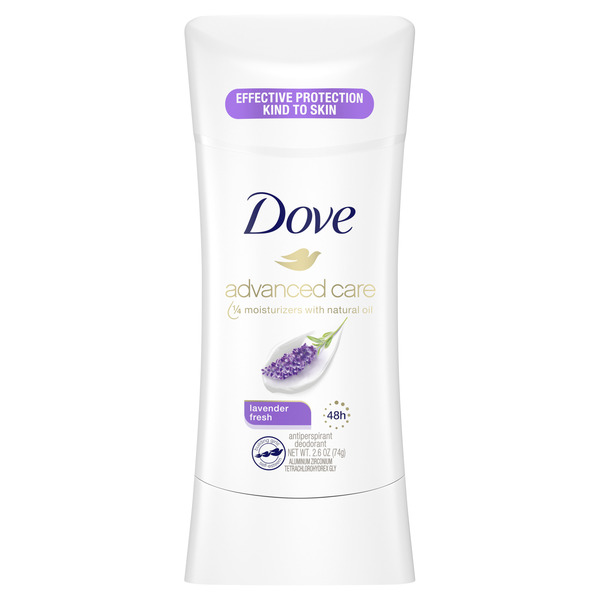 EFFECTIVE PROTECTION
KIND TO SKIN
Dove
advanced care
¼ moisturizers with natural oil
lavender
fresh
48h
antiperspirant
deodorant
NET WT. 2.6 OZ (74g)
ALUMINUM ZIRCONIUM
TETRACHLOROHYDREX GLY